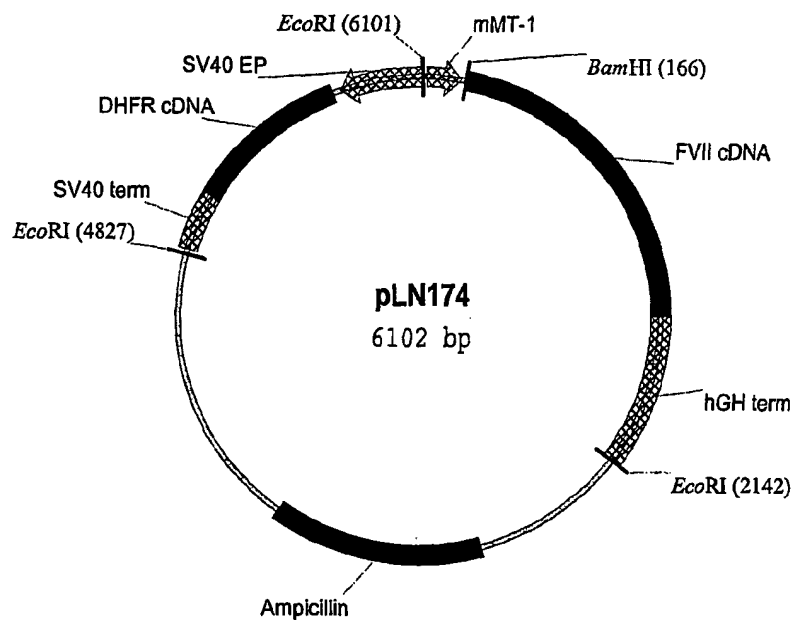 EcoRI (6101)
mMT-1
SV40 EP
BamHI (166)
DHFR cDNA
FVII cDNA
SV40 term
EcoRI (4827)
pLN174
6102 bp
hGH term
EcoRI (2142)
Ampicillin